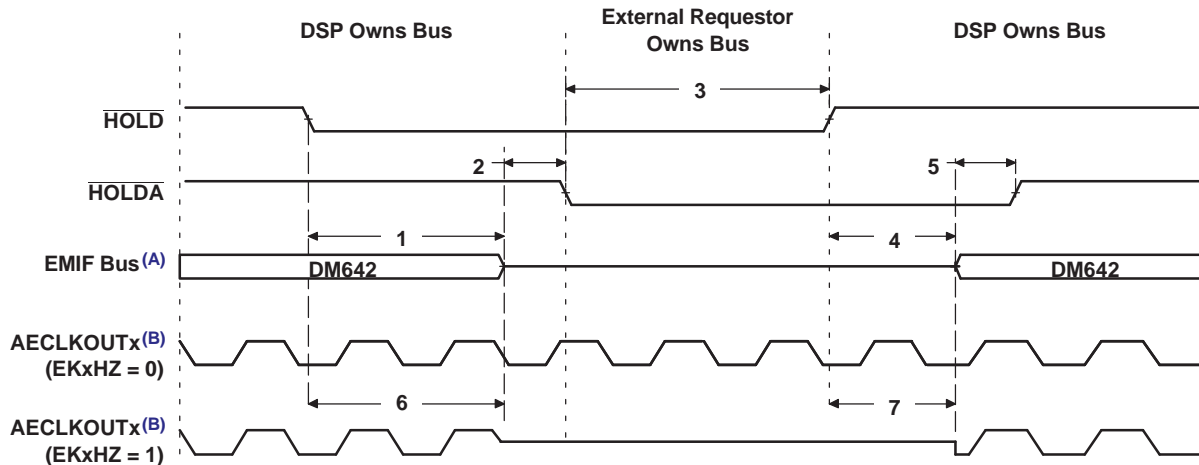 External Requestor
DSP Owns Bus
Owns Bus
DSP Owns Bus
3
HOLD
2
5
HOLDA
1
4
EMIF Bus(A)
DM642
DM642
AECLKOUTx(B)
(EKxHZ = 0)
6
7
AECLKOUTx(B)
(EKxHZ = 1)